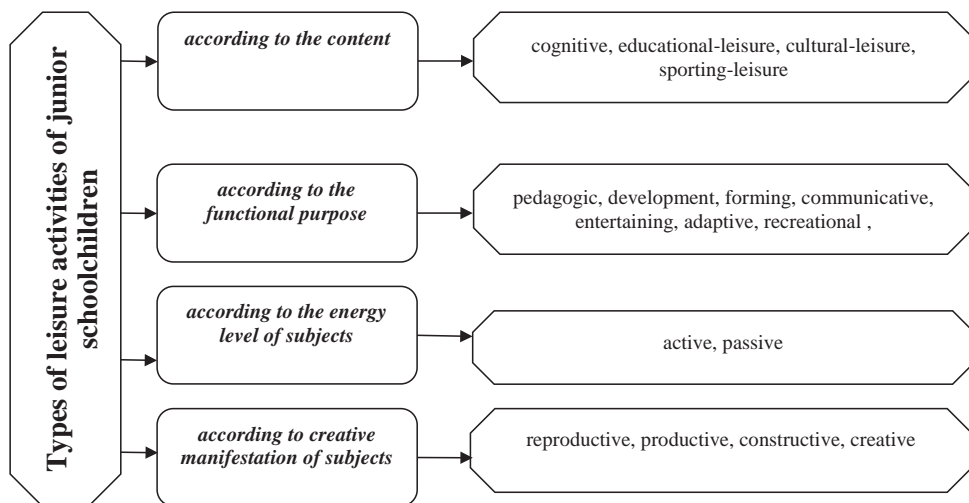 Types of leisure activities of junior
schoolchildren
according to the content
cognitive, educational-leisure, cultural-leisure,
sporting-leisure
according to the
functional purpose
pedagogic, development, forming, communicative,
entertaining, adaptive, recreational ,
according to the energy
level of subjects
active, passive
according to creative
manifestation of subjects
reproductive, productive, constructive, creative